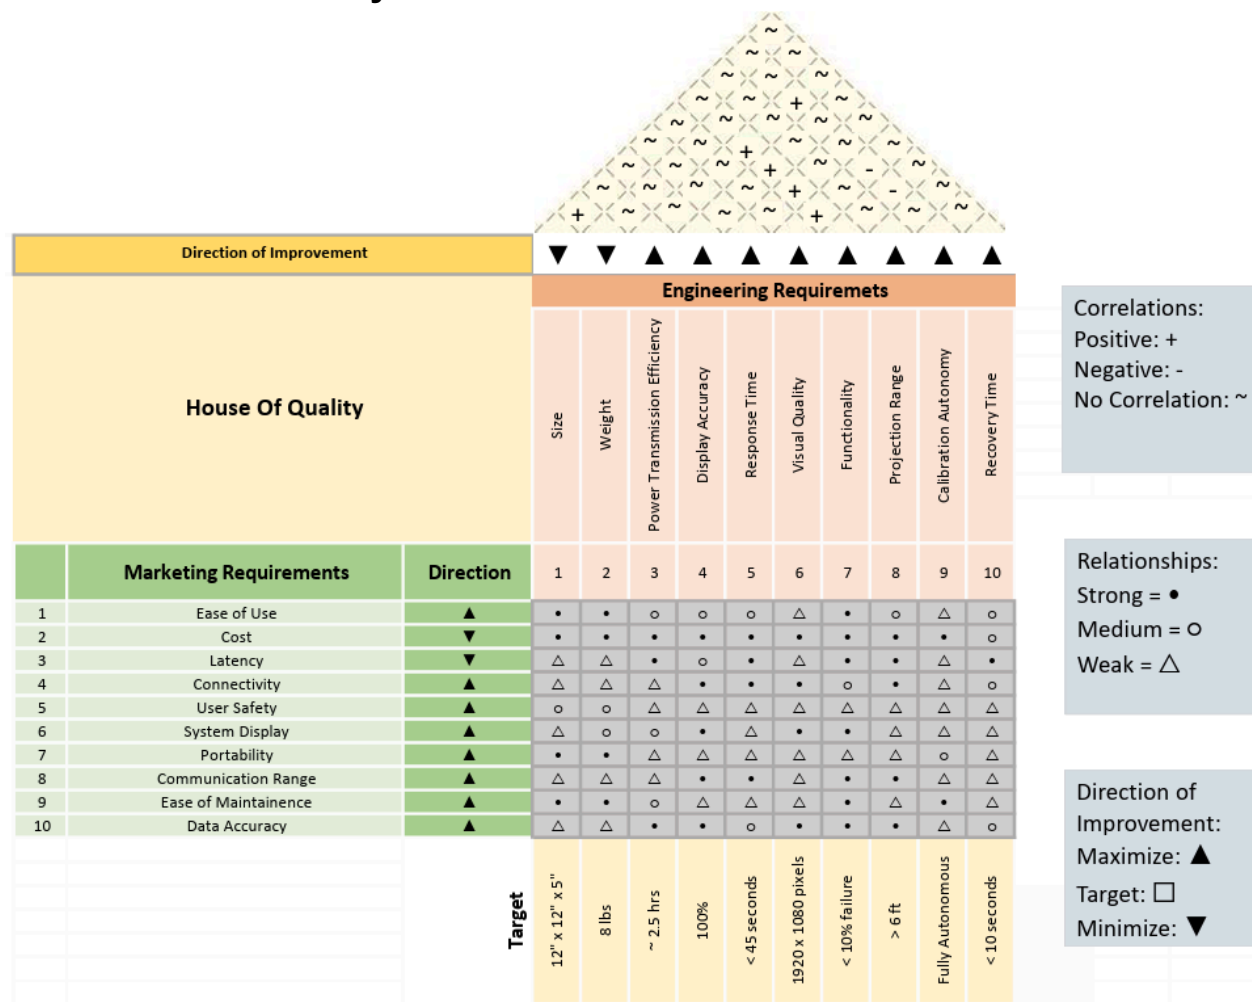 ~
~ ~
~ ~ ~
~ + ~
~ ~ ~ ~
~ ~ ~ ~
~ + ~ ~
~ ~ + ~ - ~
~ ~ ~ ~ + ~ - ~
+ ~ ~ ~ ~ + ~ ~ ~
Direction of Improvement ▼ ▼ ▲ ▲ ▲ ▲ ▲ ▲ ▲ ▲
Engineering Requiremets
House Of Quality
Size
Weight
Power Transmission Efficiency
Display Accuracy
Response Time
Visual Quality
Functionality
Projection Range
Calibration Autonomy
Recovery Time
Marketing Requirements Direction 1 2 3 4 5 6 7 8 9 10
1 Ease of Use ▲ • • ○ ○ ○ △ • ○ △ ○
2 Cost ▼ • • • • • • • • • ○
3 Latency ▼ △ △ • ○ • △ • • △ •
4 Connectivity ▲ △ △ △ • • • ○ • △ ○
5 User Safety ▲ ○ ○ △ △ △ △ △ △ △ △
6 System Display ▲ △ ○ ○ • △ • • △ △ △
7 Portability ▲ • • △ △ △ △ △ △ ○ △
8 Communication Range ▲ △ △ △ • • △ • • △ △
9 Ease of Maintainence ▲ • • ○ △ △ △ • △ • △
10 Data Accuracy ▲ △ △ • • ○ • • • △ ○
Target
12" x 12" x 5"
8 lbs
~ 2.5 hrs
100%
< 45 seconds
1920 x 1080 pixels
< 10% failure
> 6 ft
Fully Autonomous
< 10 seconds
Correlations:
Positive: +
Negative: -
No Correlation: ~
Relationships:
Strong = •
Medium = ○
Weak = △
Direction of
Improvement:
Maximize: ▲
Target: □
Minimize: ▼